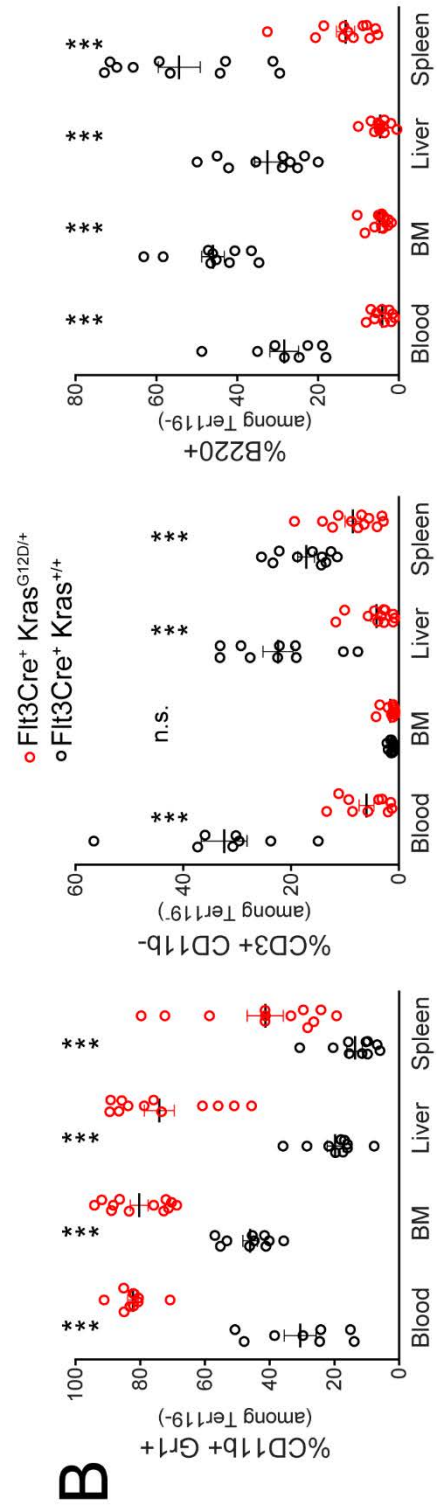 B
Flt3Cre⁺ Kras^G12D/+
Flt3Cre⁺ Kras^+/+
%CD11b+ Gr1+
(among Ter119-)
100
80
60
40
20
0
*** *** *** ***
Blood BM Liver Spleen
%CD3+ CD11b-
(among Ter119⁻)
60
40
20
0
*** n.s. *** ***
Blood BM Liver Spleen
%B220+
(among Ter119-)
80
60
40
20
0
*** *** *** ***
Blood BM Liver Spleen